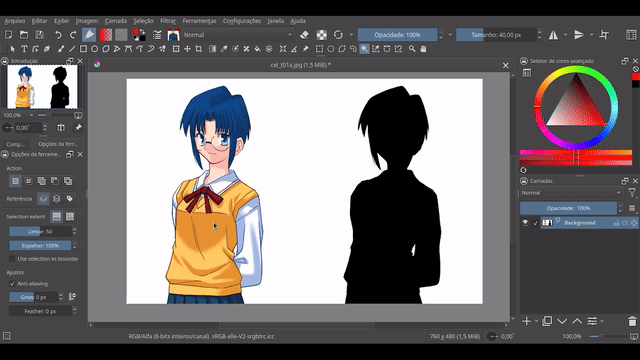 Arquivo Editar Exibir Imagem Camada Seleção Filtrar Ferramentas Configurações Janela Ajuda
Normal
Opacidade: 100%
Tamanho: 40,00 px
Introdução
cel_t01a.jpg (1,5 MiB) *
Seletor de cores avançado
100,0%
0,00°
Comp...
Opções da ferra...
Opções da ferrame...
Action
Referência
Selection extent
Limiar: 50
Espalhar: 100%
Use selection as boundar
Ajustes
Anti-aliasing
Grow: 0 px
Feather: 0 px
Camadas
Normal
Opacidade: 100%
Background
RGB/Alfa (8-bits inteiros/canal) sRGB-elle-V2-srgbtrc.icc
760 x 480 (1,5 MiB)
0,00°
100,0%